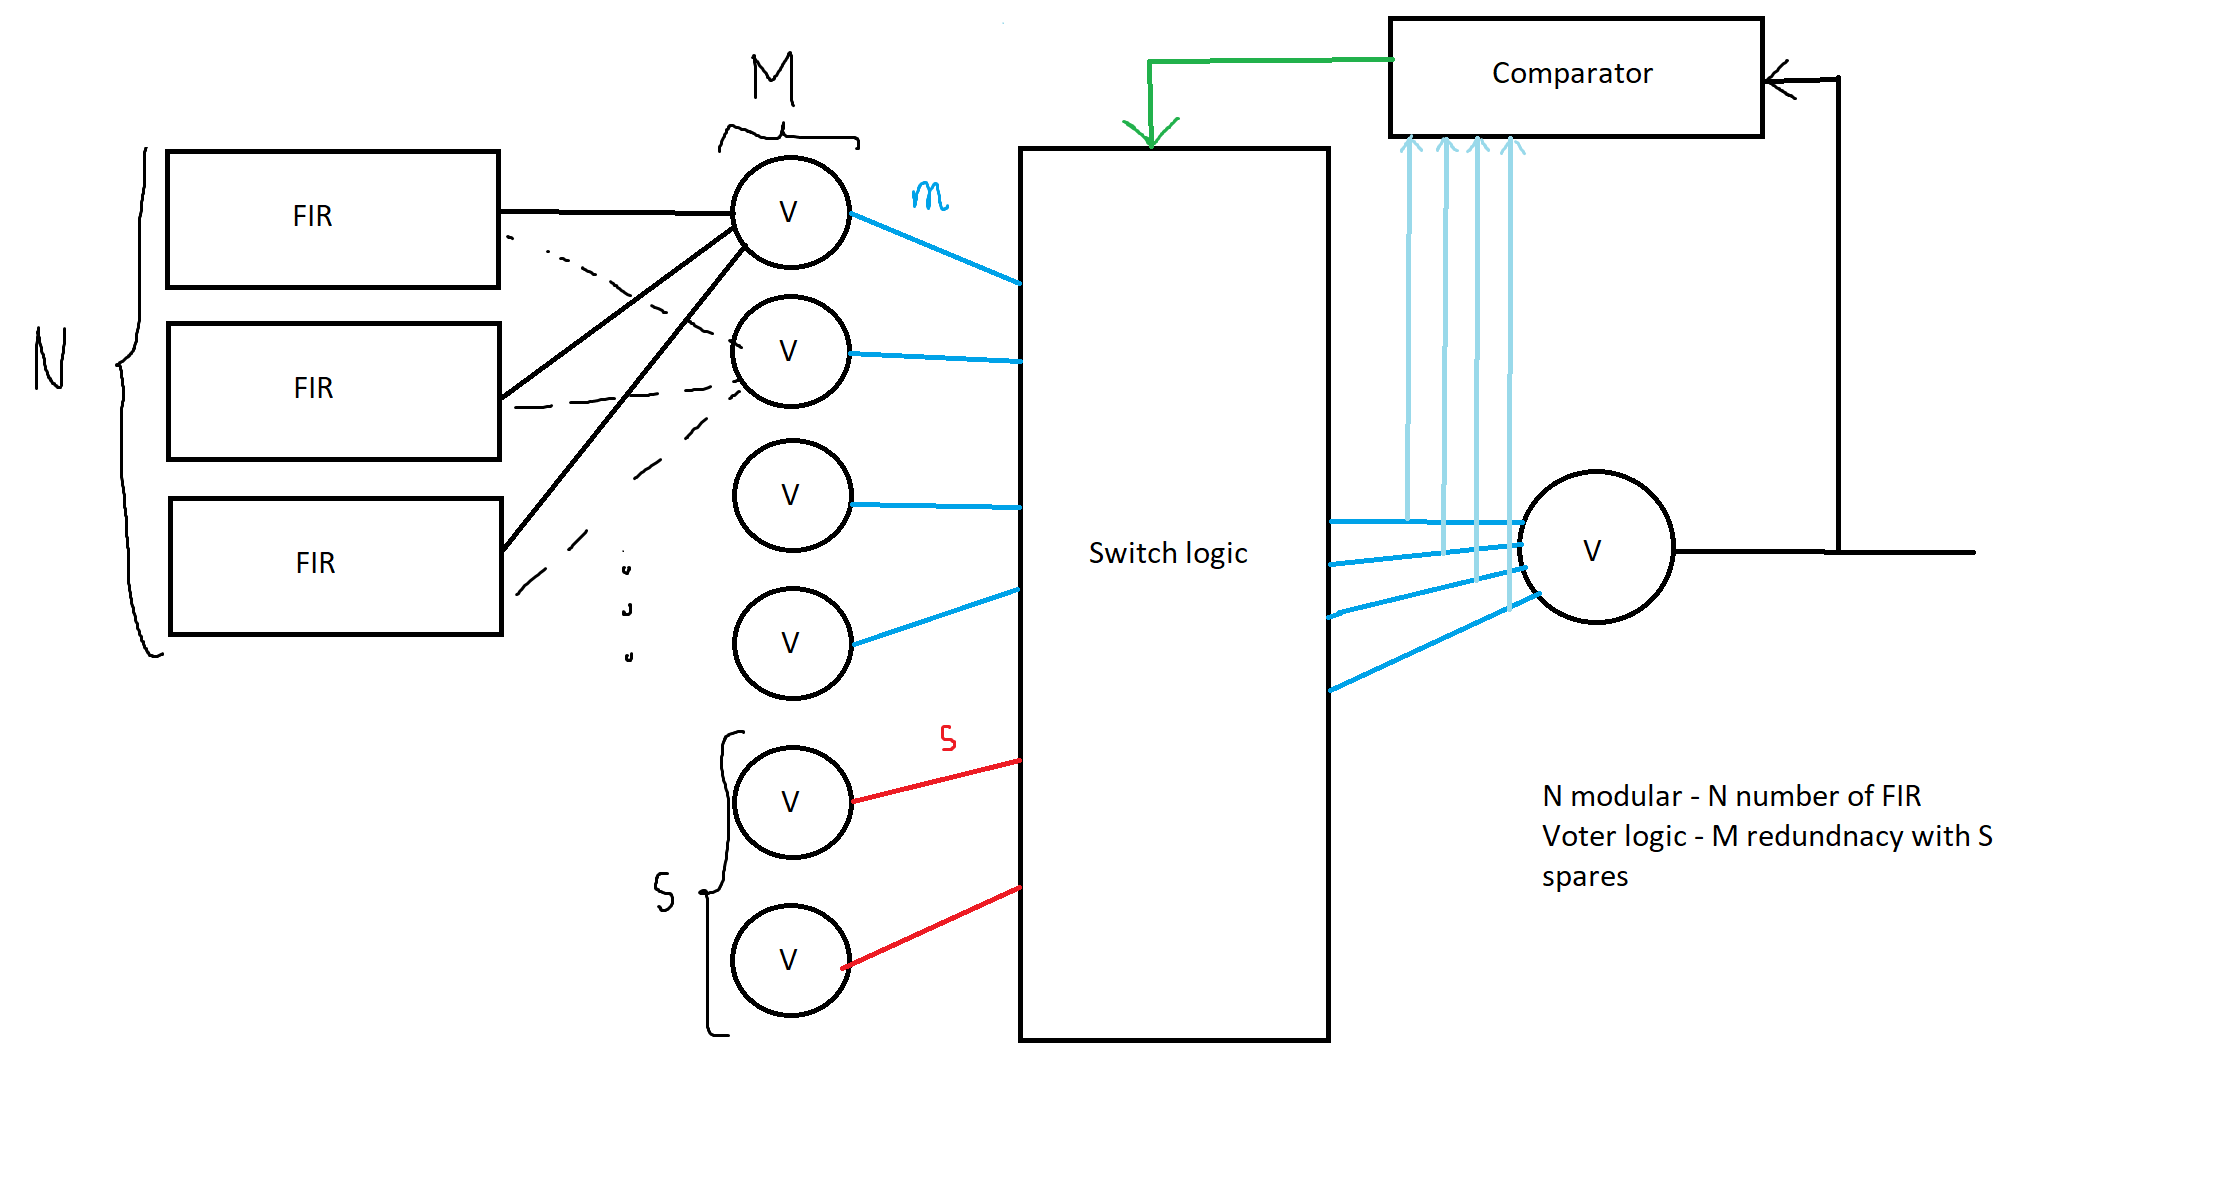 M
Comparator
FIR
V
m
N
FIR
V
FIR
V
Switch logic
V
V
s
V
S
V
N modular - N number of FIR
Voter logic - M redundnacy with S
spares